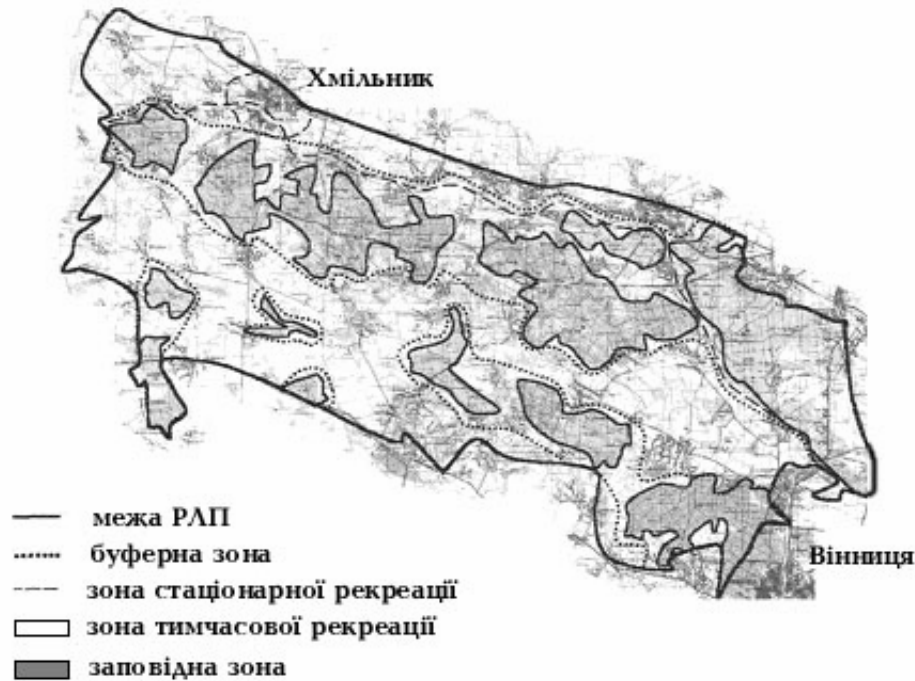 Хмільник
Вінниця
межа РЛП
буферна зона
зона стаціонарної рекреації
зона тимчасової рекреації
заповідна зона